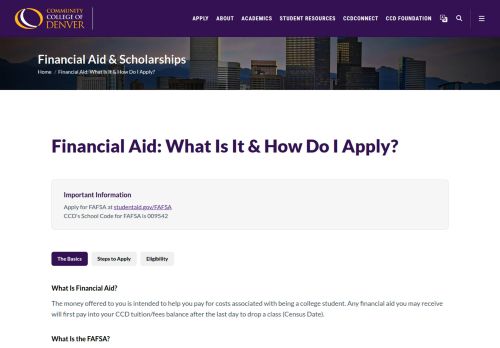 COMMUNITY
COLLEGE OF
DENVER
APPLY ABOUT ACADEMICS STUDENT RESOURCES CCDCONNECT CCD FOUNDATION
Financial Aid & Scholarships
Home / Financial Aid: What Is It & How Do I Apply?
Financial Aid: What Is It & How Do I Apply?
Important Information
Apply for FAFSA at studentaid.gov/FAFSA
CCD's School Code for FAFSA is 009542
The Basics Steps to Apply Eligibility
What Is Financial Aid?
The money offered to you is intended to help you pay for costs associated with being a college student. Any financial aid you may receive
will first pay into your CCD tuition/fees balance after the last day to drop a class (Census Date).
What Is the FAFSA?